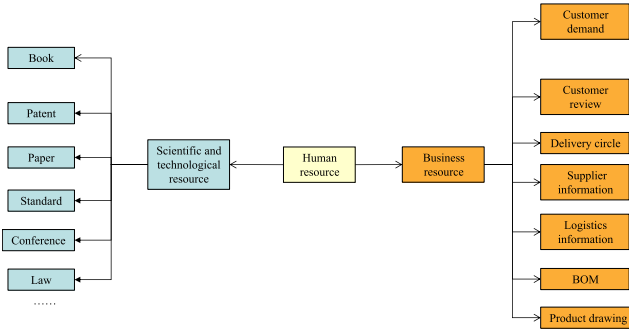 Book
Patent
Paper
Standard
Conference
Law
……
Scientific and
technological
resource
Human
resource
Business
resource
Customer
demand
Customer
review
Delivery circle
Supplier
information
Logistics
information
BOM
Product drawing